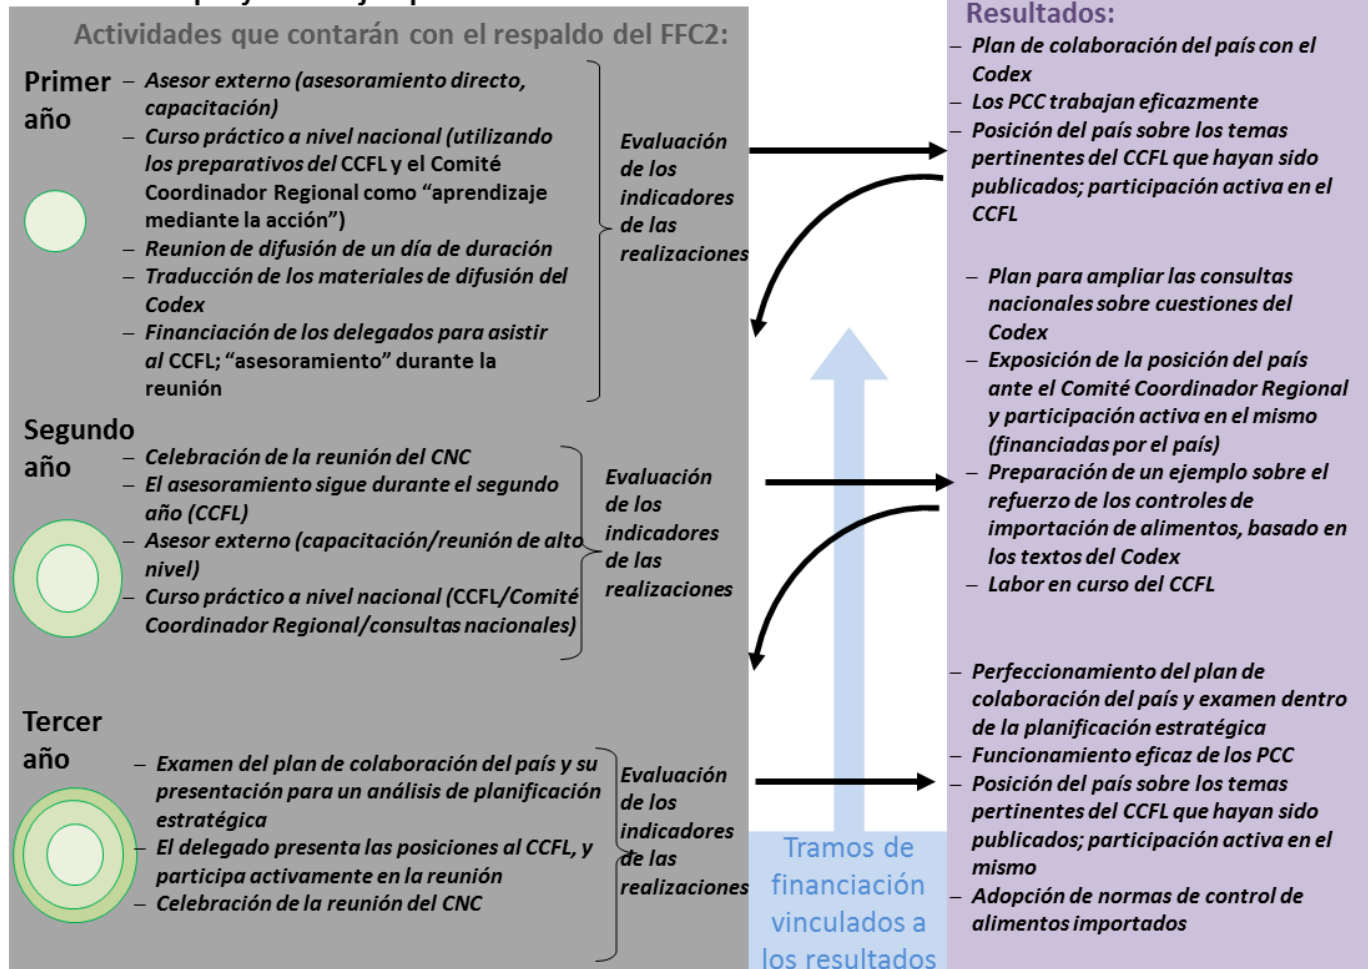 Actividades que contarán con el respaldo del FFC2:
Primer
año
– Asesor externo (asesoramiento directo,
capacitación)
– Curso práctico a nivel nacional (utilizando
los preparativos del CCFL y el Comité
Coordinador Regional como “aprendizaje
mediante la acción”)
– Reunion de difusión de un día de duración
– Traducción de los materiales de difusión del
Codex
– Financiación de los delegados para asistir
al CCFL; “asesoramiento” durante la
reunión
Evaluación
de los
indicadores
de las
realizaciones
Segundo
año
– Celebración de la reunión del CNC
– El asesoramiento sigue durante el segundo
año (CCFL)
– Asesor externo (capacitación/reunión de alto
nivel)
– Curso práctico a nivel nacional (CCFL/Comité
Coordinador Regional/consultas nacionales)
Evaluación
de los
indicadores
de las
realizaciones
Tercer
año
– Examen del plan de colaboración del país y su
presentación para un análisis de planificación
estratégica
– El delegado presenta las posiciones al CCFL, y
participa activamente en la reunión
– Celebración de la reunión del CNC
Evaluación
de los
indicadores
de las
realizaciones
Tramos de
financiación
vinculados a
los resultados
Resultados:
– Plan de colaboración del país con el
Codex
– Los PCC trabajan eficazmente
– Posición del país sobre los temas
pertinentes del CCFL que hayan sido
publicados; participación activa en el
CCFL
– Plan para ampliar las consultas
nacionales sobre cuestiones del
Codex
– Exposición de la posición del país
ante el Comité Coordinador Regional
y participación activa en el mismo
(financiadas por el país)
– Preparación de un ejemplo sobre el
refuerzo de los controles de
importación de alimentos, basado en
los textos del Codex
– Labor en curso del CCFL
– Perfeccionamiento del plan de
colaboración del país y examen dentro
de la planificación estratégica
– Funcionamiento eficaz de los PCC
– Posición del país sobre los temas
pertinentes del CCFL que hayan sido
publicados; participación activa en el
mismo
– Adopción de normas de control de
alimentos importados